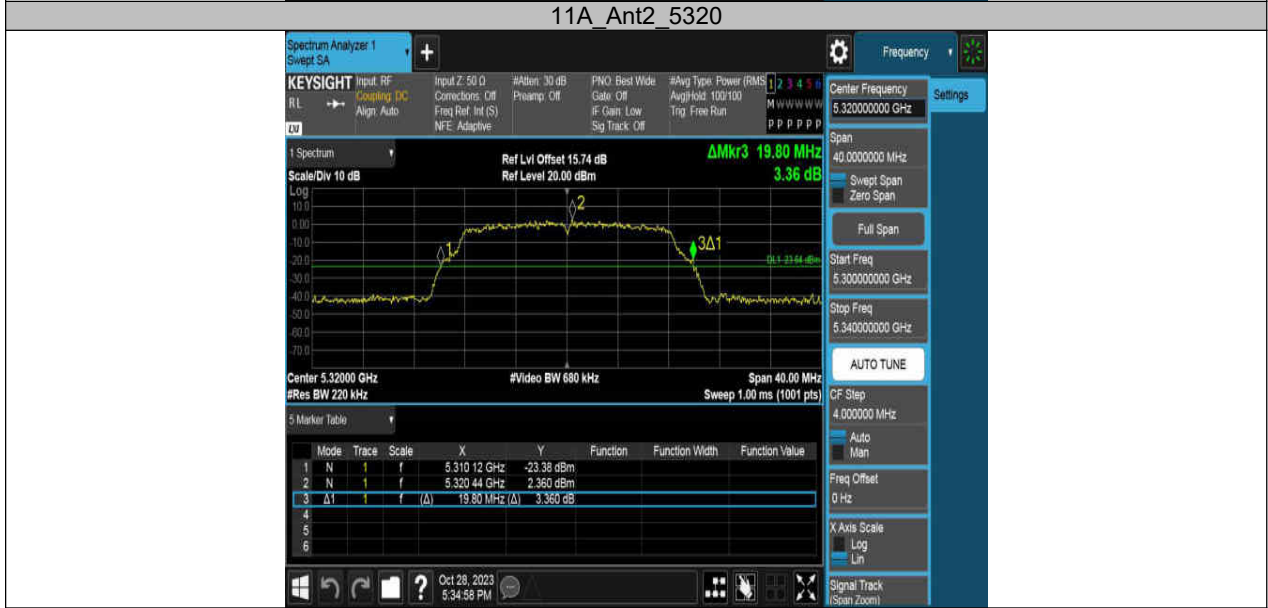 11A_Ant2_5320
Spectrum Analyzer 1
Swept SA
+
Frequency
KEYSIGHT
RL
Input: RF
Coupling: DC
Align: Auto
Input Z: 50 Ω
Corrections: Off
Freq Ref: Int (S)
NFE: Adaptive
#Atten: 30 dB
Preamp: Off
PNO: Best Wide
Gate: Off
IF Gain: Low
Sig Track: Off
#Avg Type: Power (RMS
Avg|Hold: 100/100
Trig: Free Run
1 2 3 4 5 6
M W W W W W
P P P P P P
Center Frequency
5.320000000 GHz
Settings
Span
40.0000000 MHz
Swept Span
Zero Span
Full Span
Start Freq
5.300000000 GHz
Stop Freq
5.340000000 GHz
AUTO TUNE
CF Step
4.000000 MHz
Auto
Man
Freq Offset
0 Hz
X Axis Scale
Log
Lin
Signal Track
(Span Zoom)
1 Spectrum
Scale/Div 10 dB
Ref Lvl Offset 15.74 dB
Ref Level 20.00 dBm
ΔMkr3 19.80 MHz
3.36 dB
Log
10.0
0.00
-10.0
-20.0
-30.0
-40.0
-50.0
-60.0
-70.0
1
2
3Δ1
DL1 -23.64 dBm
Center 5.32000 GHz
#Video BW 680 kHz
Span 40.00 MHz
#Res BW 220 kHz
Sweep 1.00 ms (1001 pts)
5 Marker Table
Mode Trace Scale X Y Function Function Width Function Value
1 N 1 f 5.310 12 GHz -23.38 dBm
2 N 1 f 5.320 44 GHz 2.360 dBm
3 Δ1 1 f (Δ) 19.80 MHz (Δ) 3.360 dB
4
5
6
?
Oct 28, 2023
5:34:58 PM